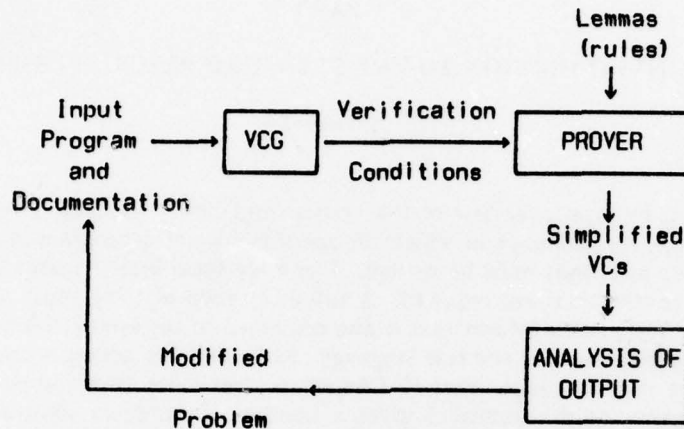 Lemmas
(rules)
Input
Program
and
Documentation
VCG
Verification
Conditions
PROVER
Simplified
VCs
ANALYSIS OF
OUTPUT
Modified
Problem